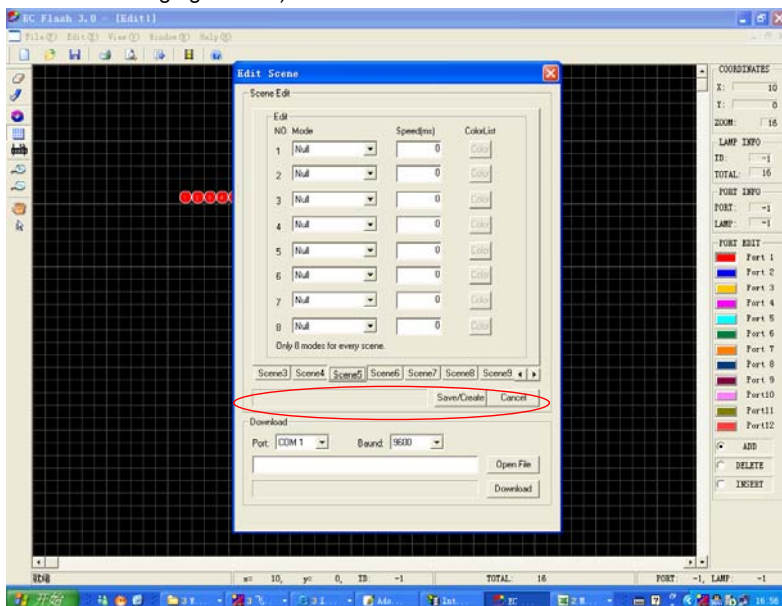 EC Flash 3.0 - [Edit1]
File(F) Edit(E) View(V) Window(W) Help(H)
Edit Scene
Scene Edit
Edit
NO Mode Speed(ms) ColorList
1 Null 0 Color
2 Null 0 Color
3 Null 0 Color
4 Null 0 Color
5 Null 0 Color
6 Null 0 Color
7 Null 0 Color
8 Null 0 Color
Only 8 modes for every scene.
Scene3 Scene4 Scene5 Scene6 Scene7 Scene8 Scene9
Save/Create Cancel
Download
Port: COM 1 Baund: 9600
Open File
Download
COORDINATES
X: 10
Y: 0
ZOOM: 16
LAMP INFO
ID: -1
TOTAL: 16
PORT INFO
PORT: -1
LAMP: -1
PORT EDIT
Port 1
Port 2
Port 3
Port 4
Port 5
Port 6
Port 7
Port 8
Port 9
Port10
Port11
Port12
ADD
DELETE
INSERT
就绪 x= 10, y= 0, ID: -1 TOTAL: 16 PORT: -1, LAMP: -1
开始 16:56